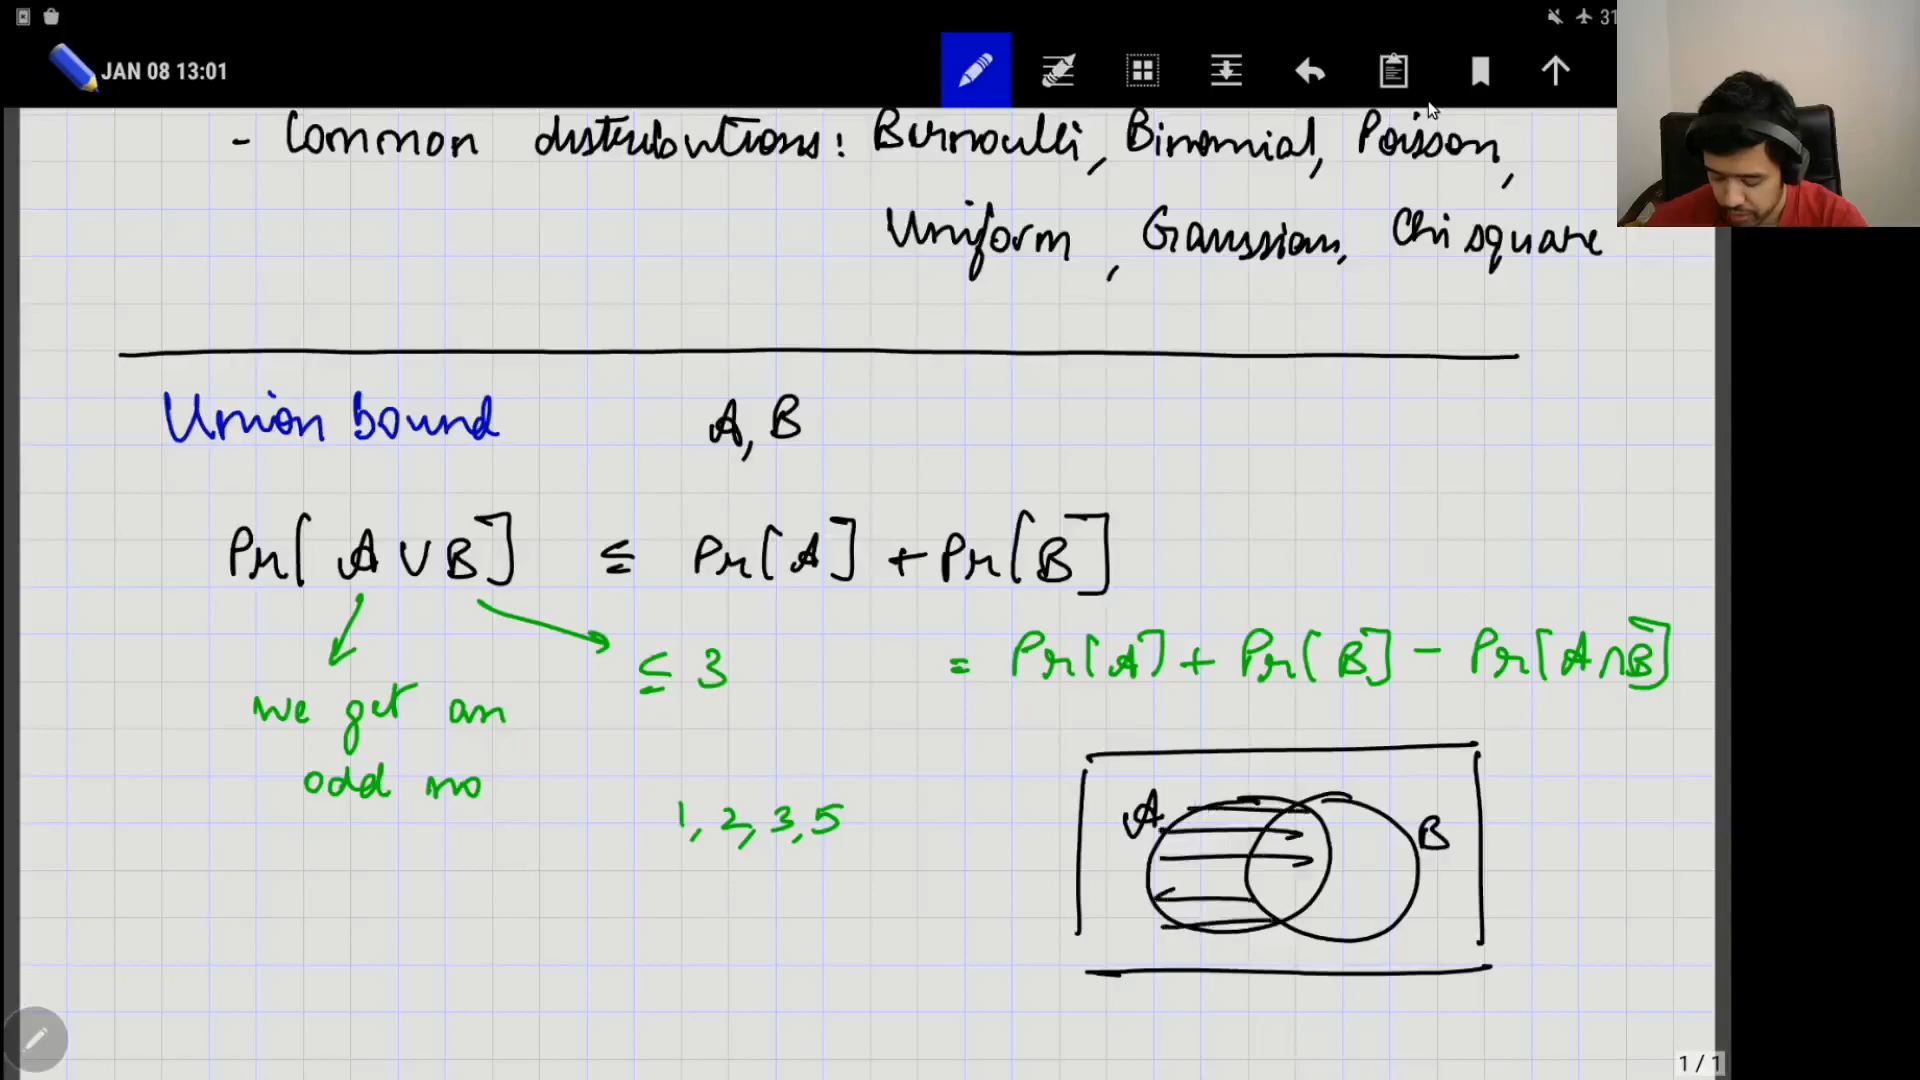 31
JAN 08 13:01
- Common distributions: Bernoulli, Binomial, Poisson,
Uniform, Gaussian, Chi square
Union bound A, B
Pr[ A ∪ B ] ≤ Pr[A] + Pr[B]
≤ 3 = Pr[A] + Pr[B] - Pr[A∩B]
we get an
odd no
1, 2, 3, 5
A B
1 / 1